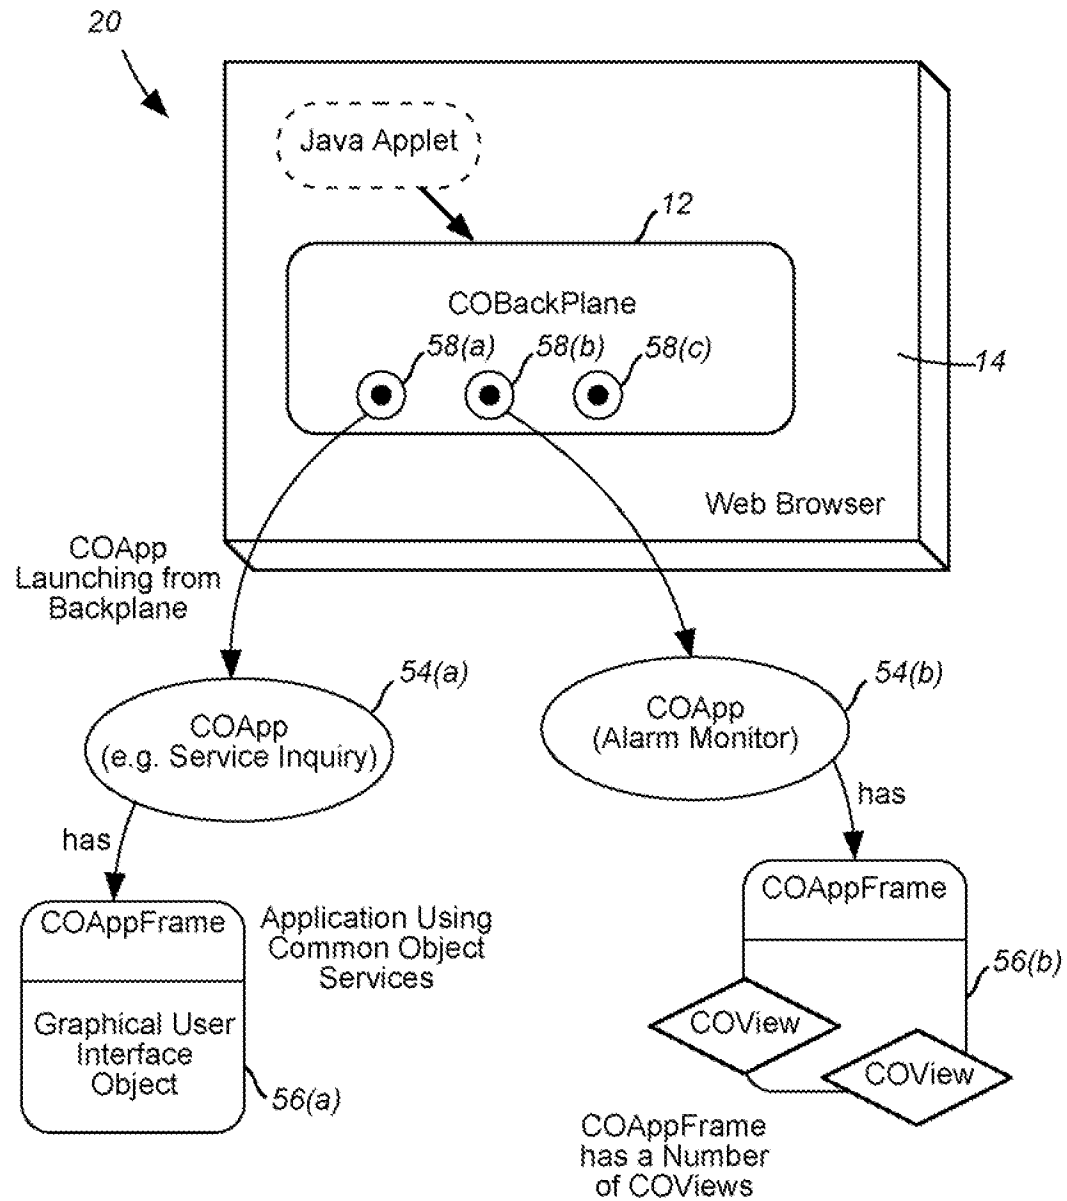 20
Java Applet
12
COBackPlane
58(a)
58(b)
58(c)
14
Web Browser
COApp
Launching from
Backplane
54(a)
COApp
(e.g. Service Inquiry)
54(b)
COApp
(Alarm Monitor)
has
has
COAppFrame
Graphical User
Interface
Object
56(a)
Application Using
Common Object
Services
COAppFrame
56(b)
COView
COView
COAppFrame
has a Number
of COViews